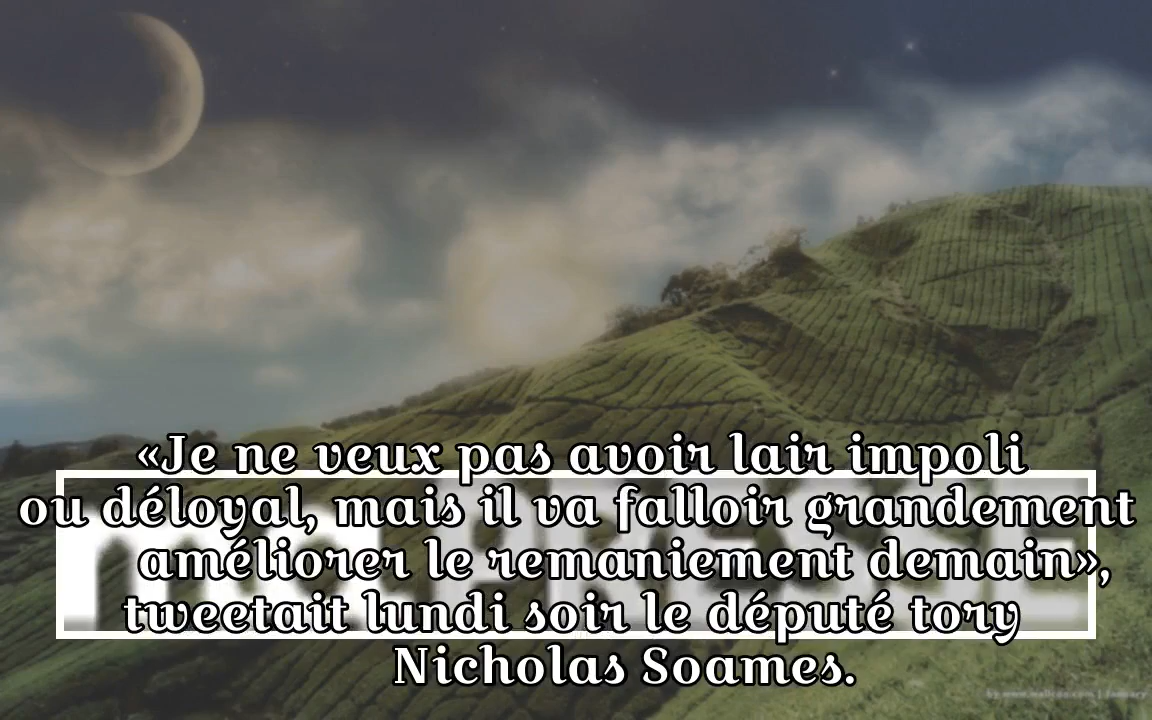 «Je ne veux pas avoir lair impoli
ou déloyal, mais il va falloir grandement
améliorer le remaniement demain»,
tweetait lundi soir le député tory
Nicholas Soames.